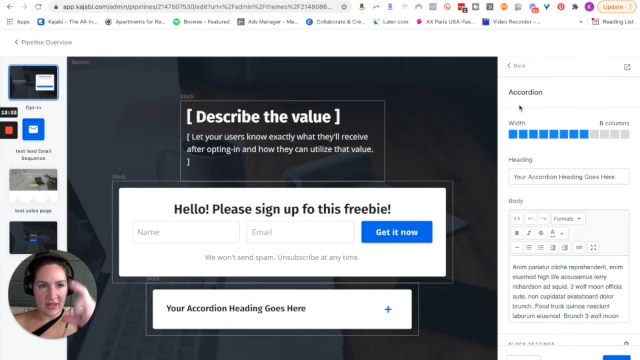 app.kajabi.com/admin/pipelines/2147507530/edit?url=%2Fadmin%2Fthemes%2F2148086...
Update
Apps
Kajabi | The All-In...
Apartments for Re...
Browse - Featured
Ads Manager - Ma...
Collaborate & Cre...
Later.com
AX Paris USA-Fas...
Video Recorder –...
Pipeline Overview
Opt-in
test lead Email
Sequence
test sales page
Section
Block
[ Describe the value ]
[ Let your users know exactly what they'll receive
after opting-in and how they can utilize that value.
]
Block
Hello! Please sign up fo this freebie!
Name
Email
Get it now
We won't spam. Unsubscribe at any time.
Block
Your Accordion Heading Goes Here
+
Back
Accordion
Width
8 columns
Heading
Your Accordion Heading Goes Here
Body
Formats
B I S A
Anim pariatur cliche reprehenderit, enim
eiusmod high life accusamus terry
richardson ad squid. 3 wolf moon officia
aute, non cupidatat skateboard dolor
brunch. Food truck quinoa nesciunt
laborum eiusmod. Brunch 3 wolf moon
BLOCK SETTINGS